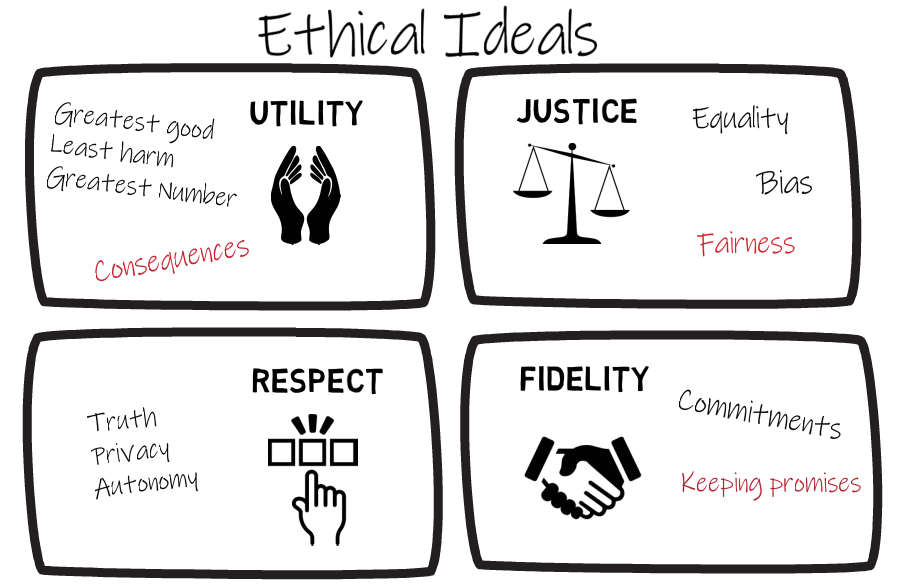 Ethical Ideals
UTILITY
Greatest good
Least harm
Greatest Number
Consequences
JUSTICE
Equality
Bias
Fairness
RESPECT
Truth
Privacy
Autonomy
FIDELITY
Commitments
Keeping promises